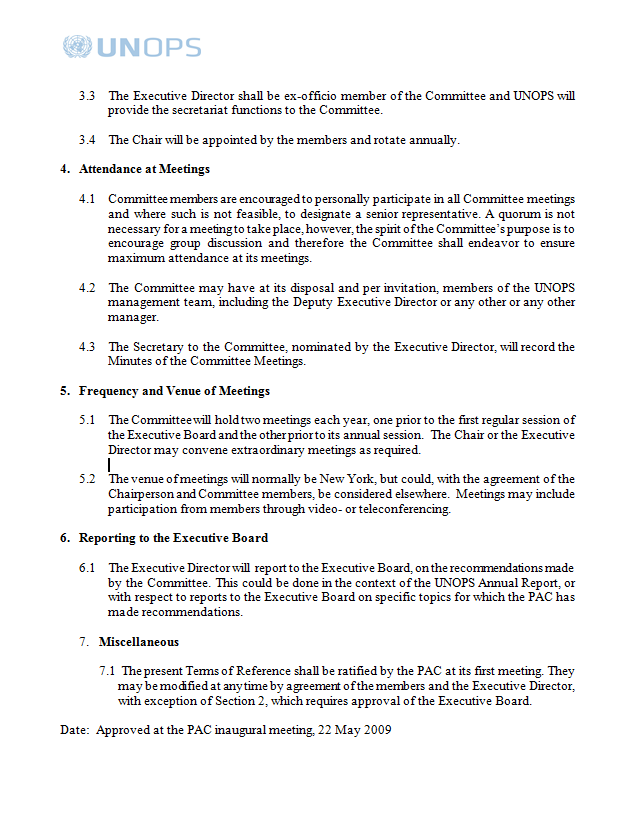 UNOPS
3.3 The Executive Director shall be ex-officio member of the Committee and UNOPS will
provide the secretariat functions to the Committee.
3.4 The Chair will be appointed by the members and rotate annually.
4. Attendance at Meetings
4.1 Committee members are encouraged to personally participate in all Committee meetings
and where such is not feasible, to designate a senior representative. A quorum is not
necessary for a meeting to take place, however, the spirit of the Committee's purpose is to
encourage group discussion and therefore the Committee shall endeavor to ensure
maximum attendance at its meetings.
4.2 The Committee may have at its disposal and per invitation, members of the UNOPS
management team, including the Deputy Executive Director or any other or any other
manager.
4.3 The Secretary to the Committee, nominated by the Executive Director, will record the
Minutes of the Committee Meetings.
5. Frequency and Venue of Meetings
5.1 The Committee will hold two meetings each year, one prior to the first regular session of
the Executive Board and the other prior to its annual session. The Chair or the Executive
Director may convene extraordinary meetings as required.
5.2 The venue of meetings will normally be New York, but could, with the agreement of the
Chairperson and Committee members, be considered elsewhere. Meetings may include
participation from members through video- or teleconferencing.
6. Reporting to the Executive Board
6.1 The Executive Director will report to the Executive Board, on the recommendations made
by the Committee. This could be done in the context of the UNOPS Annual Report, or
with respect to reports to the Executive Board on specific topics for which the PAC has
made recommendations.
7. Miscellaneous
7.1 The present Terms of Reference shall be ratified by the PAC at its first meeting. They
may be modified at any time by agreement of the members and the Executive Director,
with exception of Section 2, which requires approval of the Executive Board.
Date: Approved at the PAC inaugural meeting, 22 May 2009